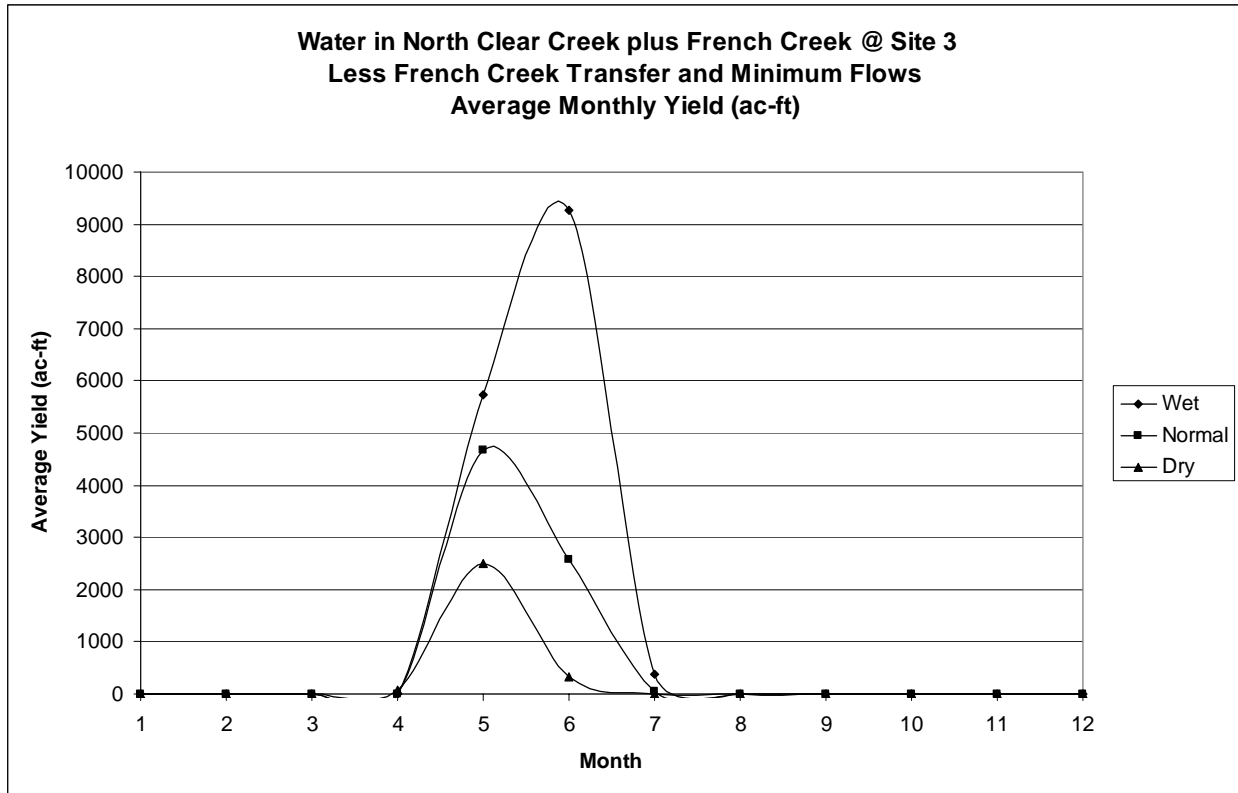 Water in North Clear Creek plus French Creek @ Site 3
Less French Creek Transfer and Minimum Flows
Average Monthly Yield (ac-ft)
10000
9000
8000
7000
6000
5000
4000
3000
2000
1000
0
Average Yield (ac-ft)
1 2 3 4 5 6 7 8 9 10 11 12
Month
Wet
Normal
Dry